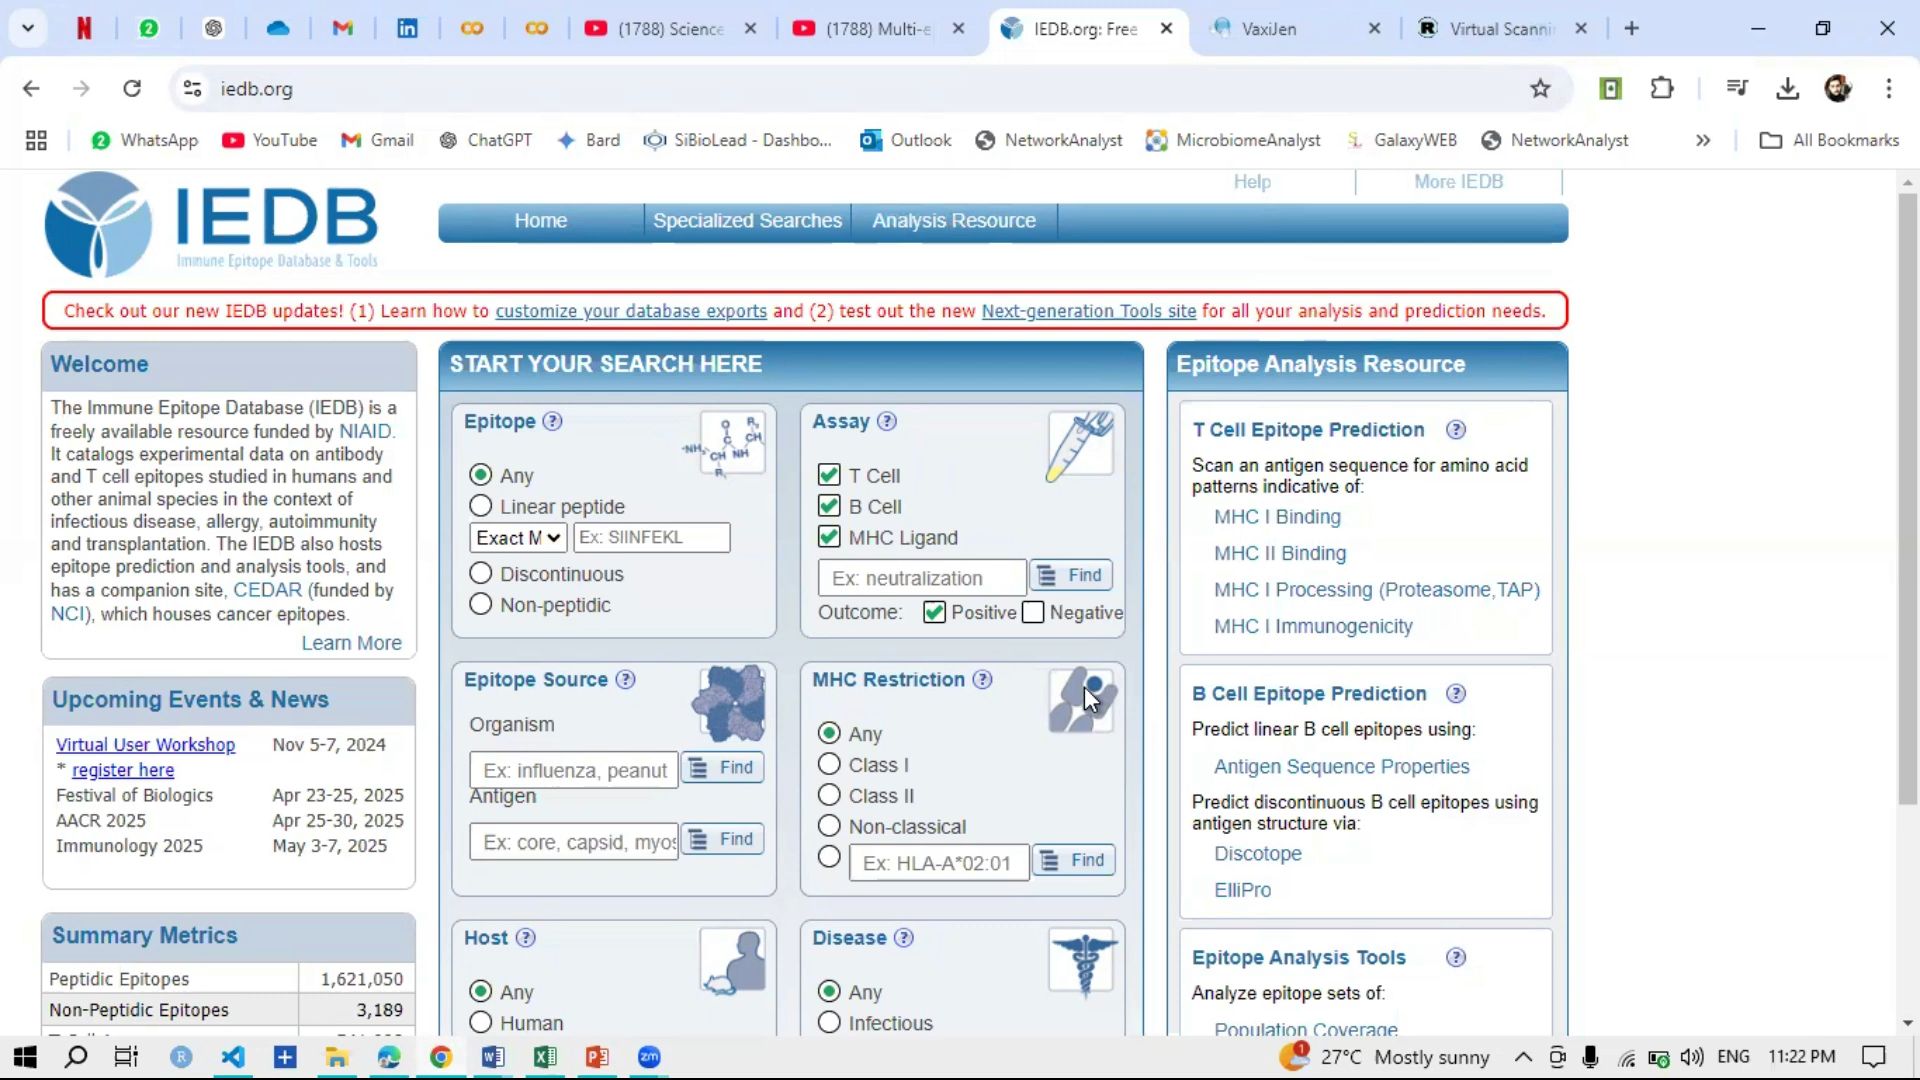 (1788) Science
(1788) Multi-e
IEDB.org: Free
VaxiJen
Virtual Scannin
iedb.org
WhatsApp
YouTube
Gmail
ChatGPT
Bard
SiBioLead - Dashbo...
Outlook
NetworkAnalyst
MicrobiomeAnalyst
GalaxyWEB
NetworkAnalyst
All Bookmarks
IEDB
Immune Epitope Database & Tools
Help
More IEDB
Home
Specialized Searches
Analysis Resource
Check out our new IEDB updates! (1) Learn how to customize your database exports and (2) test out the new Next-generation Tools site for all your analysis and prediction needs.
Welcome
The Immune Epitope Database (IEDB) is a
freely available resource funded by NIAID.
It catalogs experimental data on antibody
and T cell epitopes studied in humans and
other animal species in the context of
infectious disease, allergy, autoimmunity
and transplantation. The IEDB also hosts
epitope prediction and analysis tools, and
has a companion site, CEDAR (funded by
NCI), which houses cancer epitopes.
Learn More
Upcoming Events & News
Virtual User Workshop Nov 5-7, 2024
* register here
Festival of Biologics Apr 23-25, 2025
AACR 2025 Apr 25-30, 2025
Immunology 2025 May 3-7, 2025
Summary Metrics
Peptidic Epitopes 1,621,050
Non-Peptidic Epitopes 3,189
START YOUR SEARCH HERE
Epitope
Any
Linear peptide
Exact M Ex: SIINFEKL
Discontinuous
Non-peptidic
Assay
T Cell
B Cell
MHC Ligand
Ex: neutralization Find
Outcome: Positive Negative
Epitope Source
Organism
Ex: influenza, peanut Find
Antigen
Ex: core, capsid, myos Find
MHC Restriction
Any
Class I
Class II
Non-classical
Ex: HLA-A*02:01 Find
Host
Any
Human
Disease
Any
Infectious
Epitope Analysis Resource
T Cell Epitope Prediction
Scan an antigen sequence for amino acid
patterns indicative of:
MHC I Binding
MHC II Binding
MHC I Processing (Proteasome,TAP)
MHC I Immunogenicity
B Cell Epitope Prediction
Predict linear B cell epitopes using:
Antigen Sequence Properties
Predict discontinuous B cell epitopes using
antigen structure via:
Discotope
ElliPro
Epitope Analysis Tools
Analyze epitope sets of:
Population Coverage
27°C Mostly sunny
ENG
11:22 PM